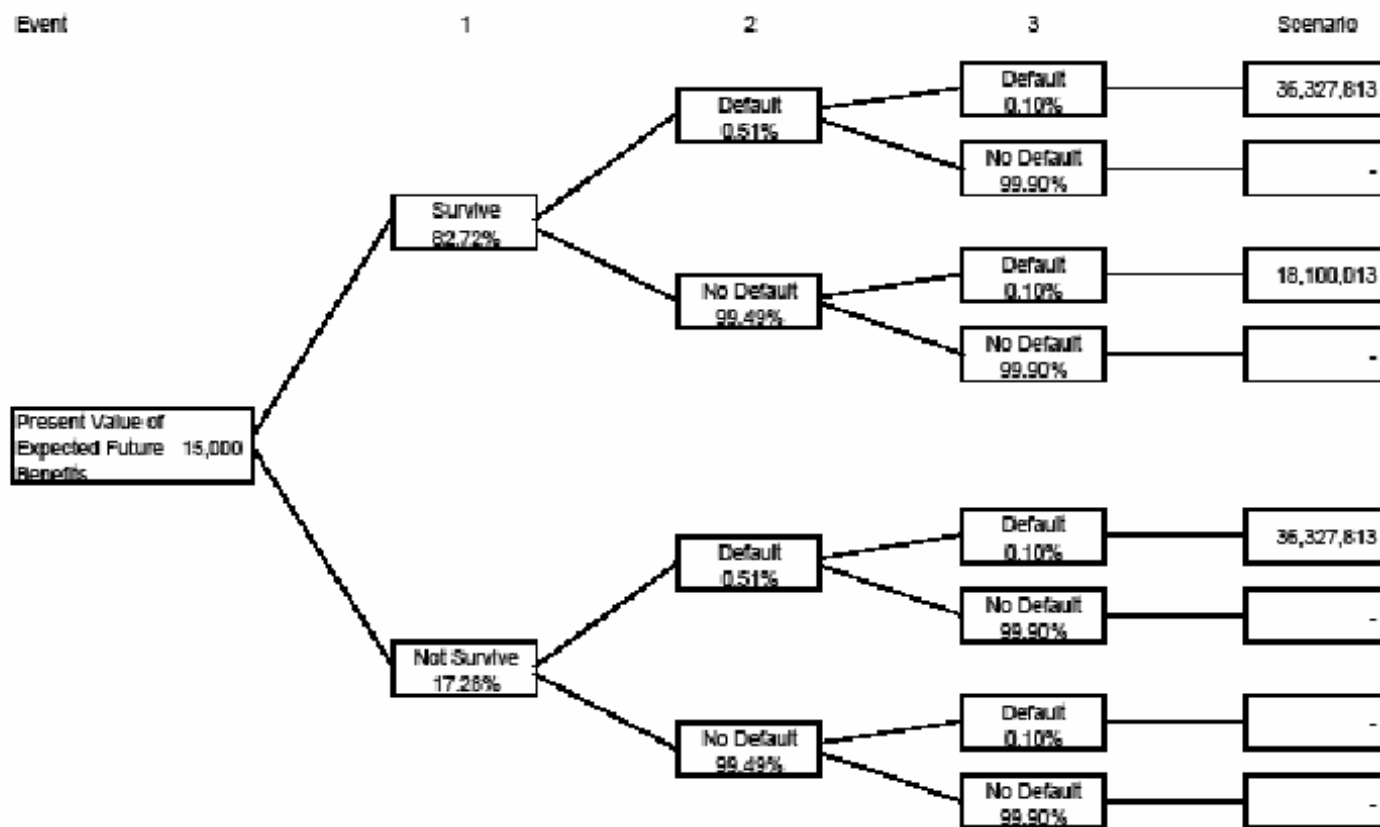 Event 1 2 3 Scenario
Default
0.10%
36,327,813
Default
0.51%
No Default
99.90%
-
Survive
82.72%
Default
0.10%
18,100,013
No Default
99.49%
No Default
99.90%
-
Present Value of
Expected Future 15,000
Benefits
Default
0.10%
36,327,813
Default
0.51%
No Default
99.90%
-
Not Survive
17.28%
Default
0.10%
-
No Default
99.49%
No Default
99.90%
-